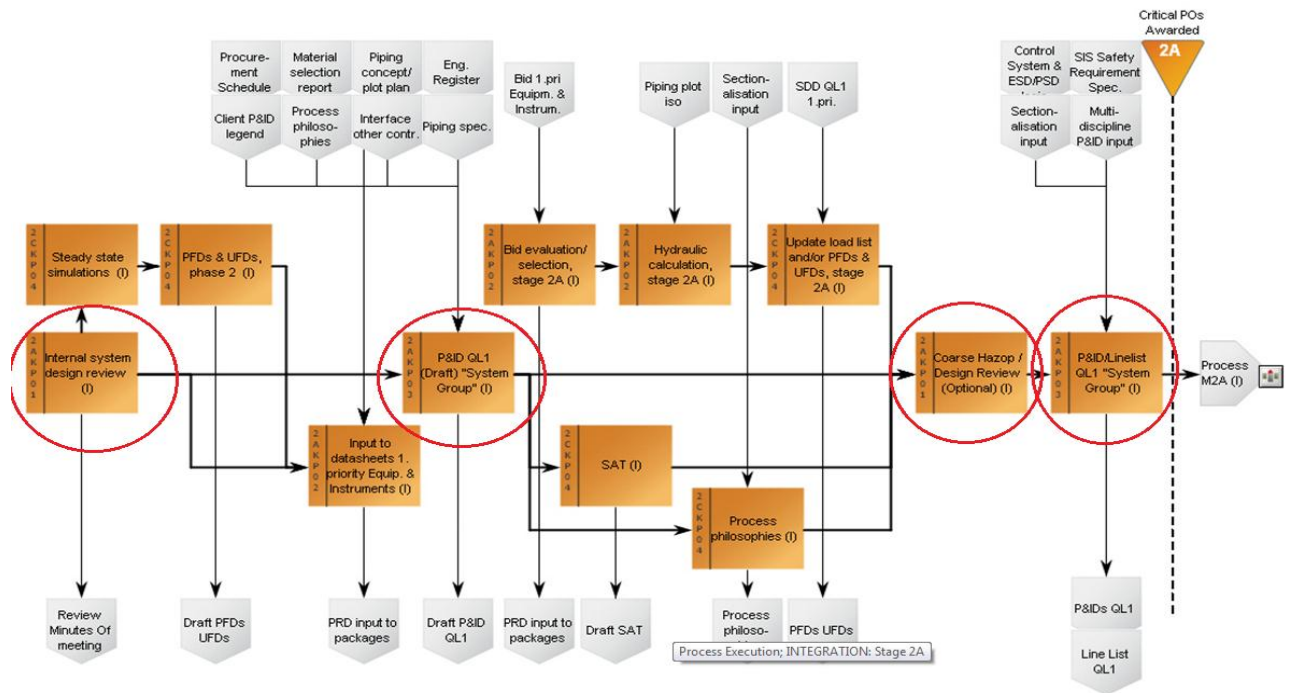 Critical POs
Awarded
2A
Procure-
ment
Schedule
Material
selection
report
Piping
concept/
plot plan
Eng.
Register
Client P&ID
legend
Process
philoso-
phies
Interface
other contr.
Piping spec.
Bid 1.pri
Equipm. &
Instrum.
Piping plot
iso
Section-
alisation
input
SDD QL1
1.pri.
Control
System &
ESD/PSD
SIS Safety
Requirement
Spec.
Section-
alisation
input
Multi-
discipline
P&ID input
2CKP04
Steady state
simulations (I)
2CKP04
PFDs & UFDs,
phase 2 (I)
2AKP02
Bid evaluation/
selection,
stage 2A (I)
2AKP02
Hydraulic
calculation,
stage 2A (I)
2CKP04
Update load list
and/or PFDs &
UFDs, stage
2A (I)
2AKP01
Internal system
design review
(I)
2AKP03
P&ID QL1
(Draft) "System
Group" (I)
2AKP01
Coarse Hazop /
Design Review
(Optional) (I)
2AKP03
P&ID/Linelist
QL1 "System
Group" (I)
Process
M2A (I)
2AKP02
Input to
datasheets 1.
priority Equip. &
Instruments (I)
2CKP04
SAT (I)
2CKP04
Process
philosophies (I)
Review
Minutes Of
meeting
Draft PFDs
UFDs
PRD input to
packages
Draft P&ID
QL1
PRD input to
packages
Draft SAT
Process
philoso-
PFDs UFDs
P&IDs QL1
Line List
QL1
Process Execution; INTEGRATION: Stage 2A